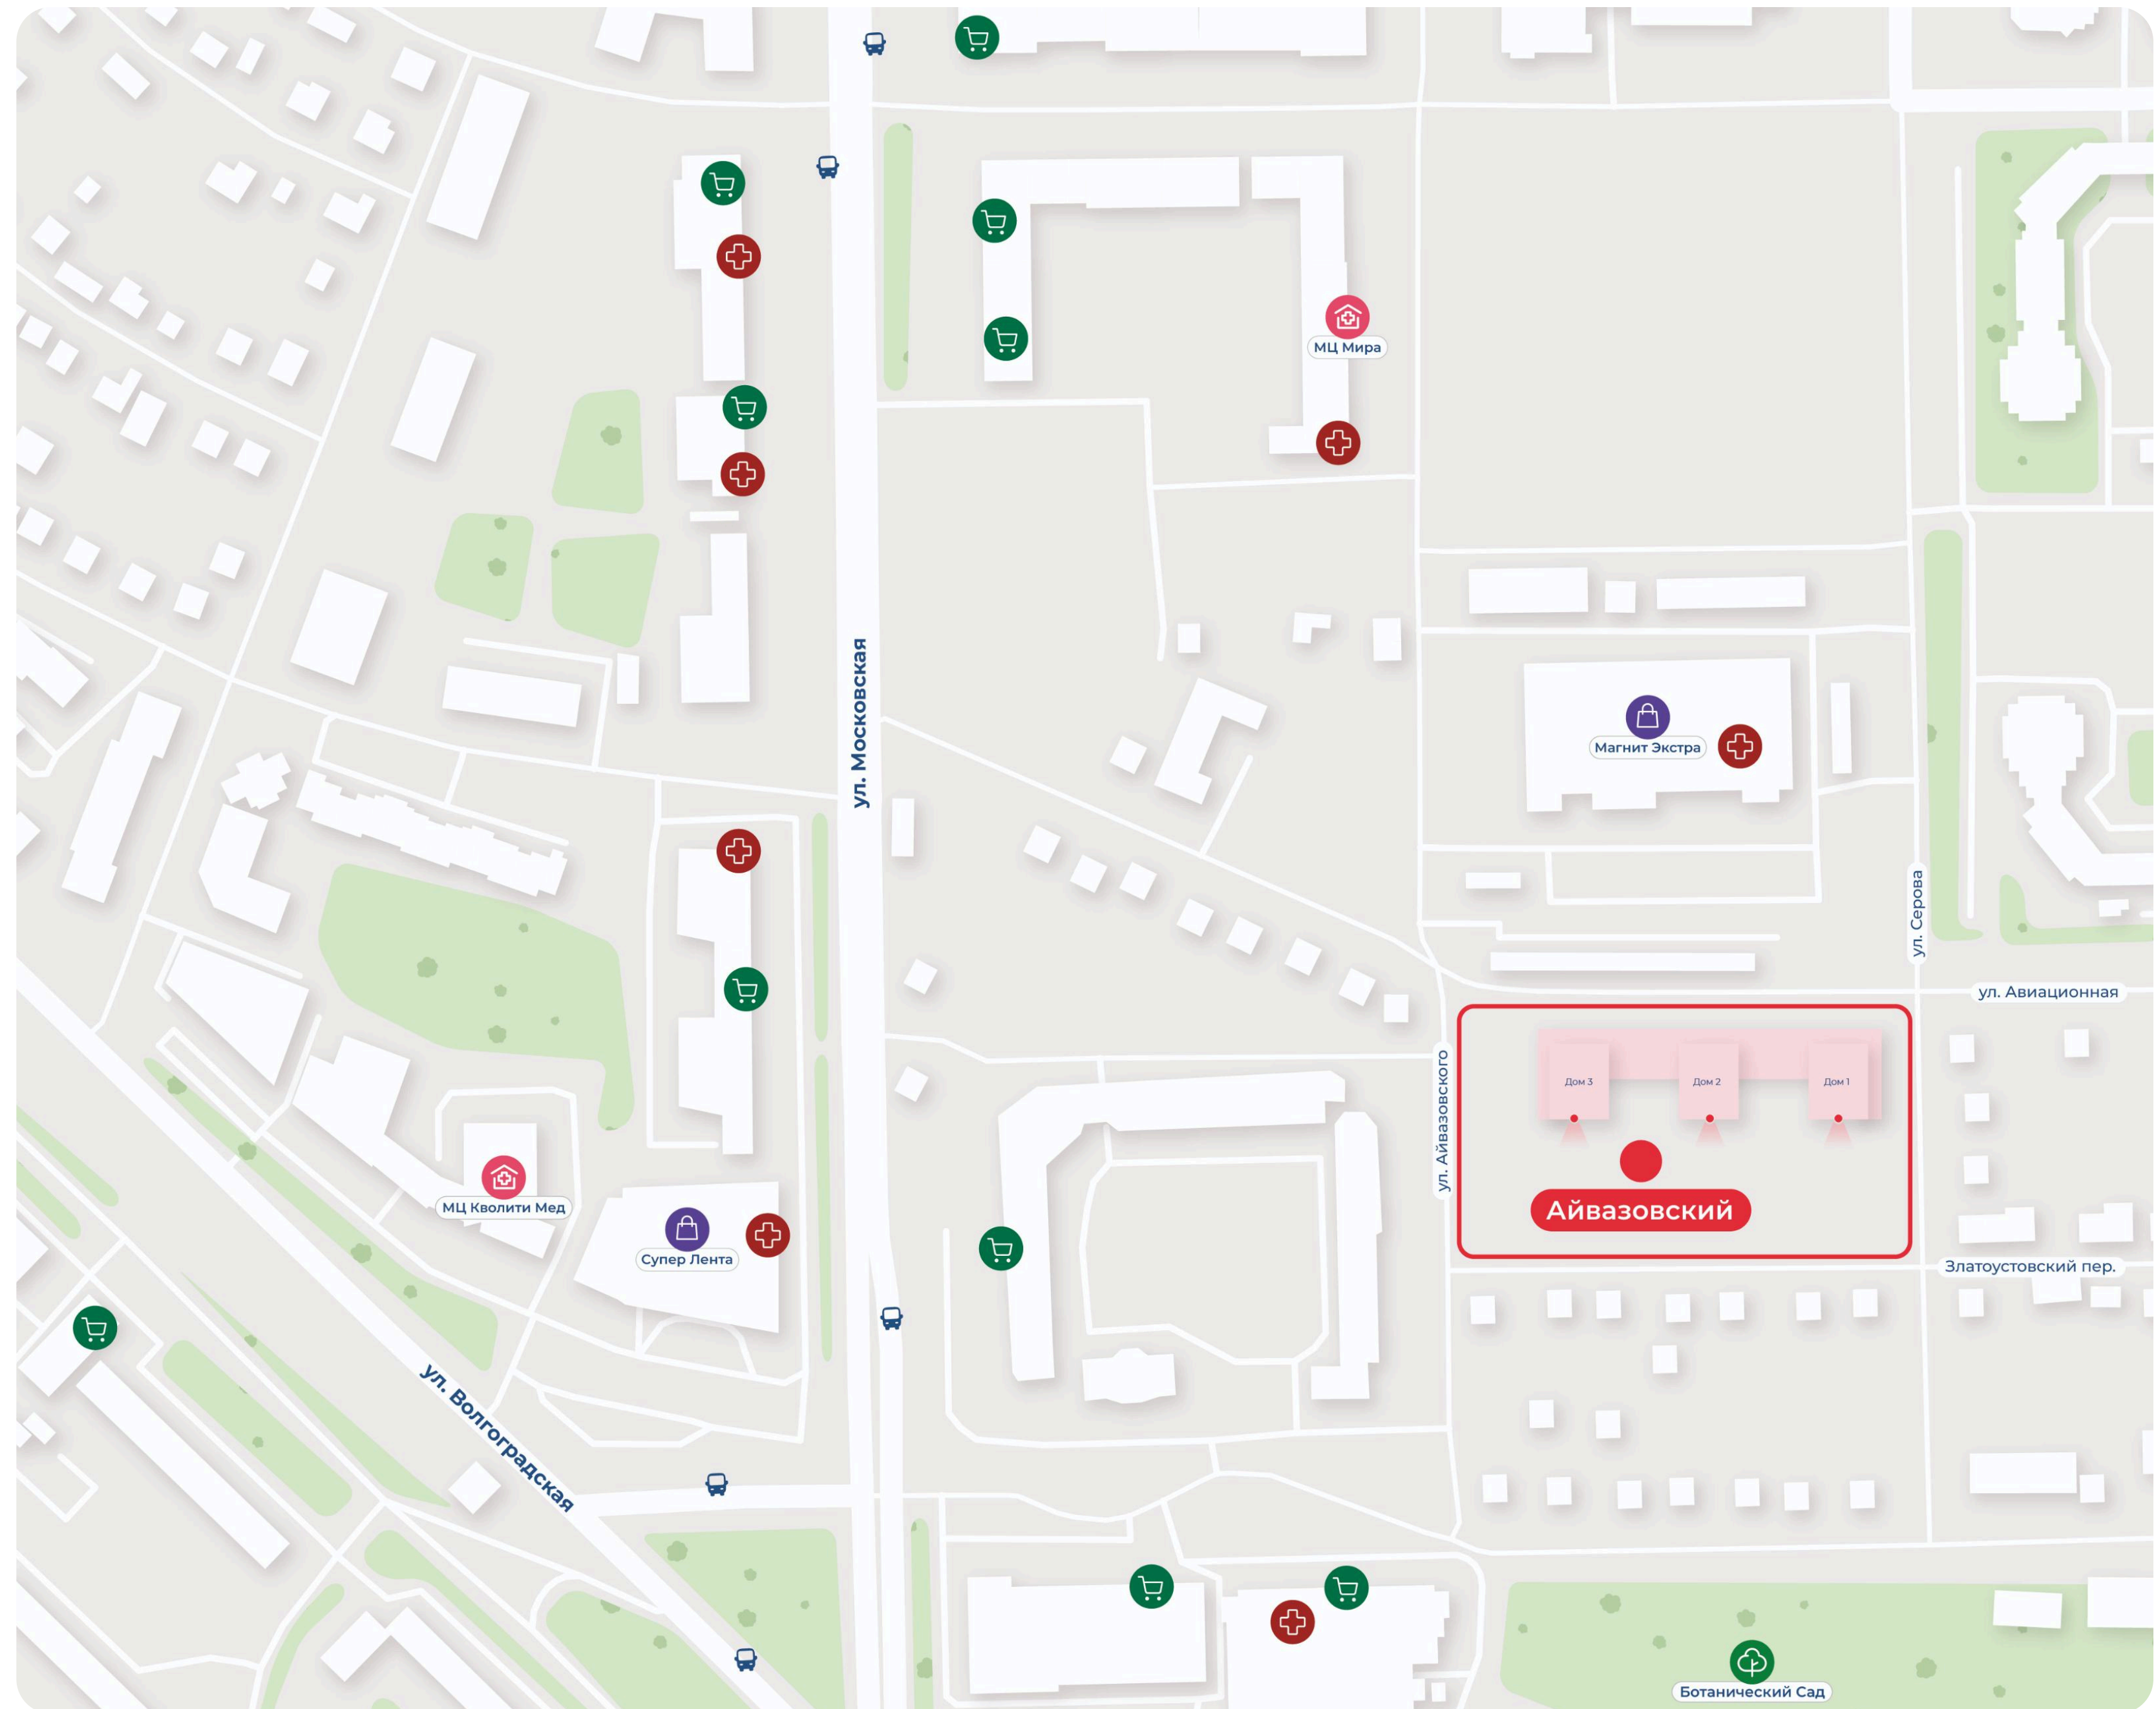 МЦ Мира
ул. Московская
Магнит Экстра
ул. Серова
ул. Авиационная
ул. Айвазовского
Дом 3
Дом 2
Дом 1
Айвазовский
МЦ Кволити Мед
Супер Лента
Златоустовский пер.
ул. Волгоградская
Ботанический Сад